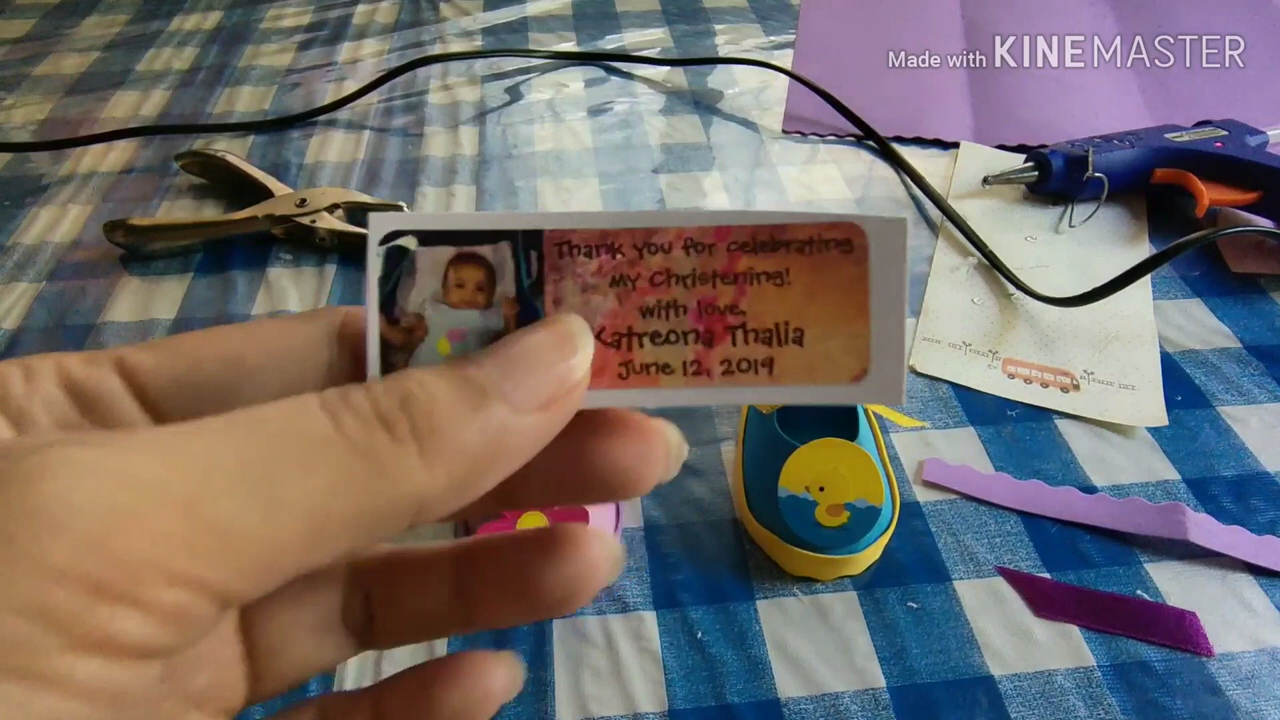 Made with KINEMASTER
Thank you for celebrating
My Christening!
with love,
Katreona Thalia
June 12, 2019